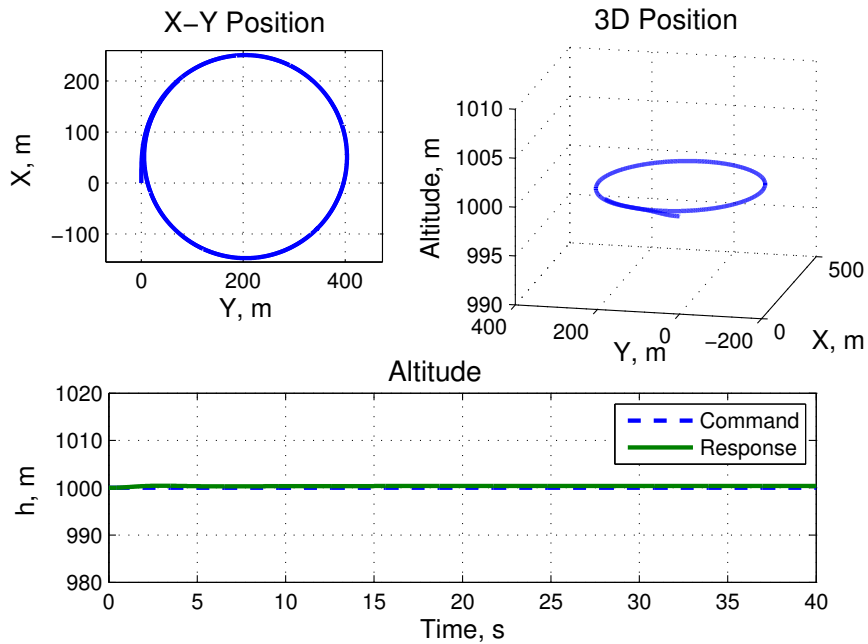 X−Y Position
200
100
0
−100
X, m
0
200
400
Y, m
3D Position
1010
1005
1000
995
990
Altitude, m
400
200
0
−200
Y, m
0
500
X, m
Altitude
1020
1010
1000
990
980
h, m
Command
Response
0
5
10
15
20
25
30
35
40
Time, s